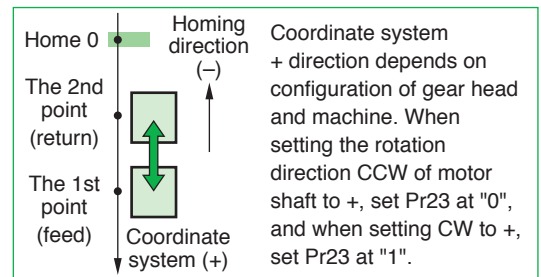 Home 0
Homing
direction
(–)
The 2nd
point
(return)
The 1st
point
(feed)
Coordinate
system (+)
Coordinate system
+ direction depends on
configuration of gear head
and machine. When
setting the rotation
direction CCW of motor
shaft to +, set Pr23 at "0",
and when setting CW to +,
set Pr23 at "1".